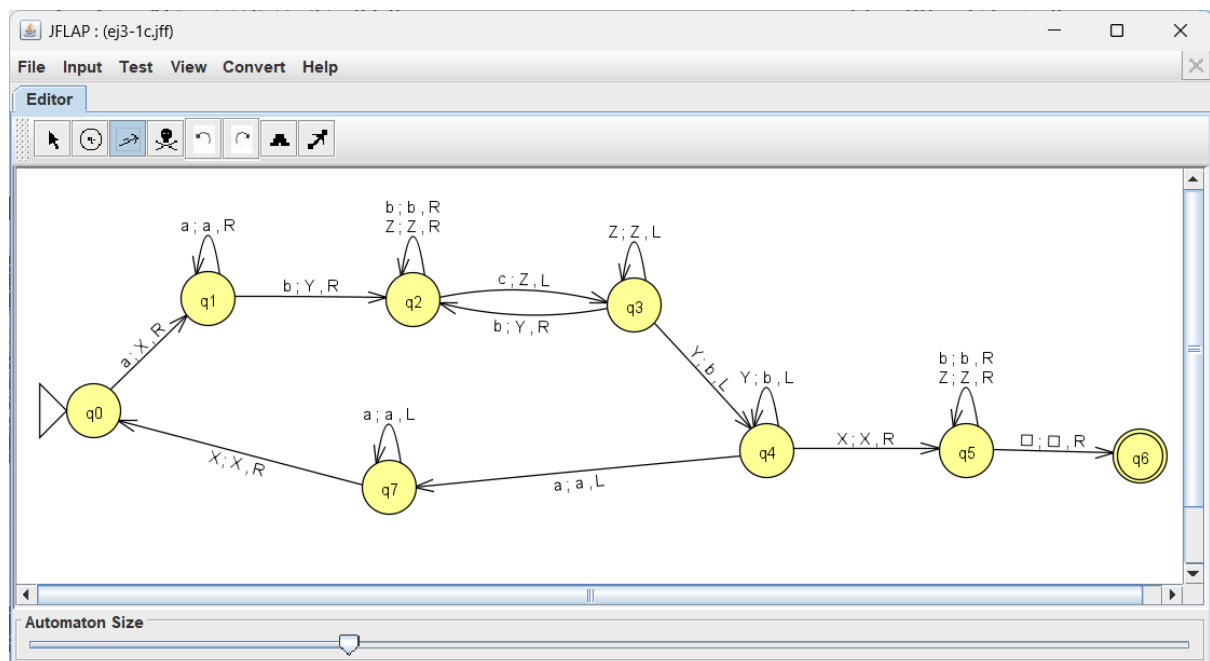 JFLAP : (ej3-1c.jff)
File Input Test View Convert Help
Editor
a ; a , R
b ; b , R
Z ; Z , R
Z ; Z , L
q1
b ; Y , R
q2
c ; Z , L
b ; Y , R
q3
a ; X , R
q0
Y ; b , L
Y ; b , L
b ; b , R
Z ; Z , R
a ; a , L
X ; X , R
q7
a ; a , L
q4
X ; X , R
q5
□ ; □ , R
q6
Automaton Size